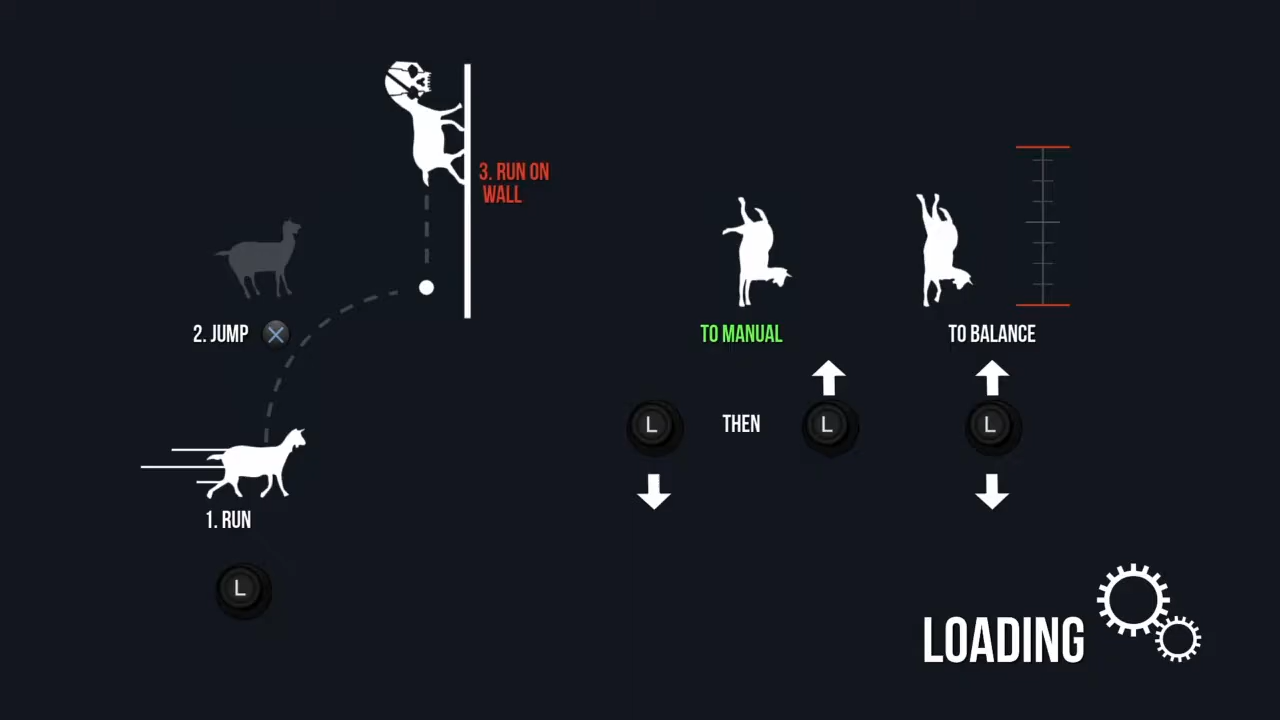 3. RUN ON
WALL
2. JUMP
1. RUN
L
TO MANUAL
L THEN L
TO BALANCE
L
LOADING